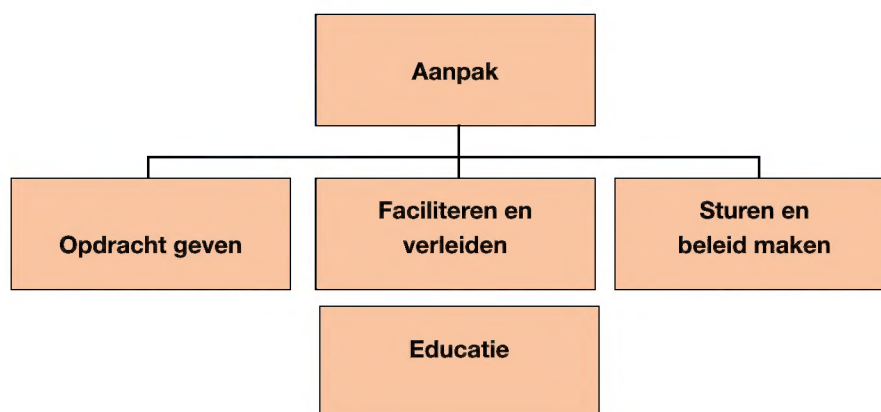 Aanpak
Opdracht geven
Faciliteren en
verleiden
Sturen en
beleid maken
Educatie